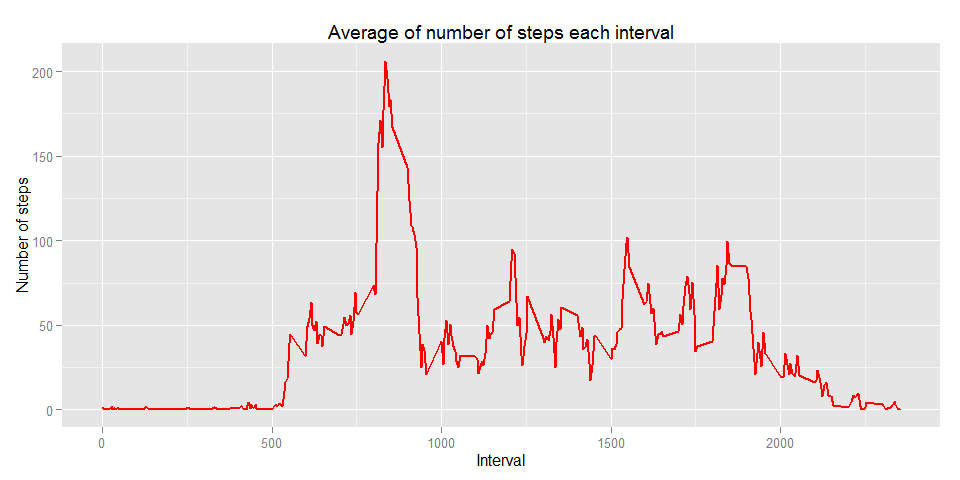 Average of number of steps each interval
Number of steps
200
150
100
50
0
0 500 1000 1500 2000
Interval